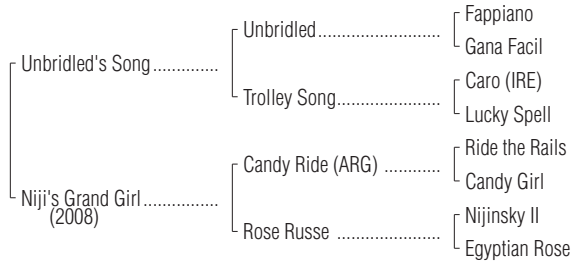 Fappiano
Unbridled
Gana Facil
Unbridled's Song
Caro (IRE)
Trolley Song
Lucky Spell
Ride the Rails
Candy Ride (ARG)
Candy Girl
Niji's Grand Girl
(2008)
Nijinsky II
Rose Russe
Egyptian Rose